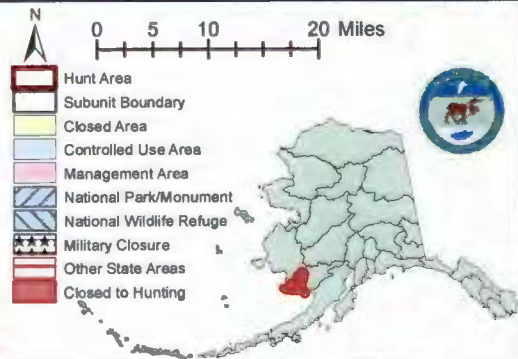 N
0 5 10 20 Miles
Hunt Area
Subunit Boundary
Closed Area
Controlled Use Area
Management Area
National Park/Monument
National Wildlife Refuge
Military Closure
Other State Areas
Closed to Hunting